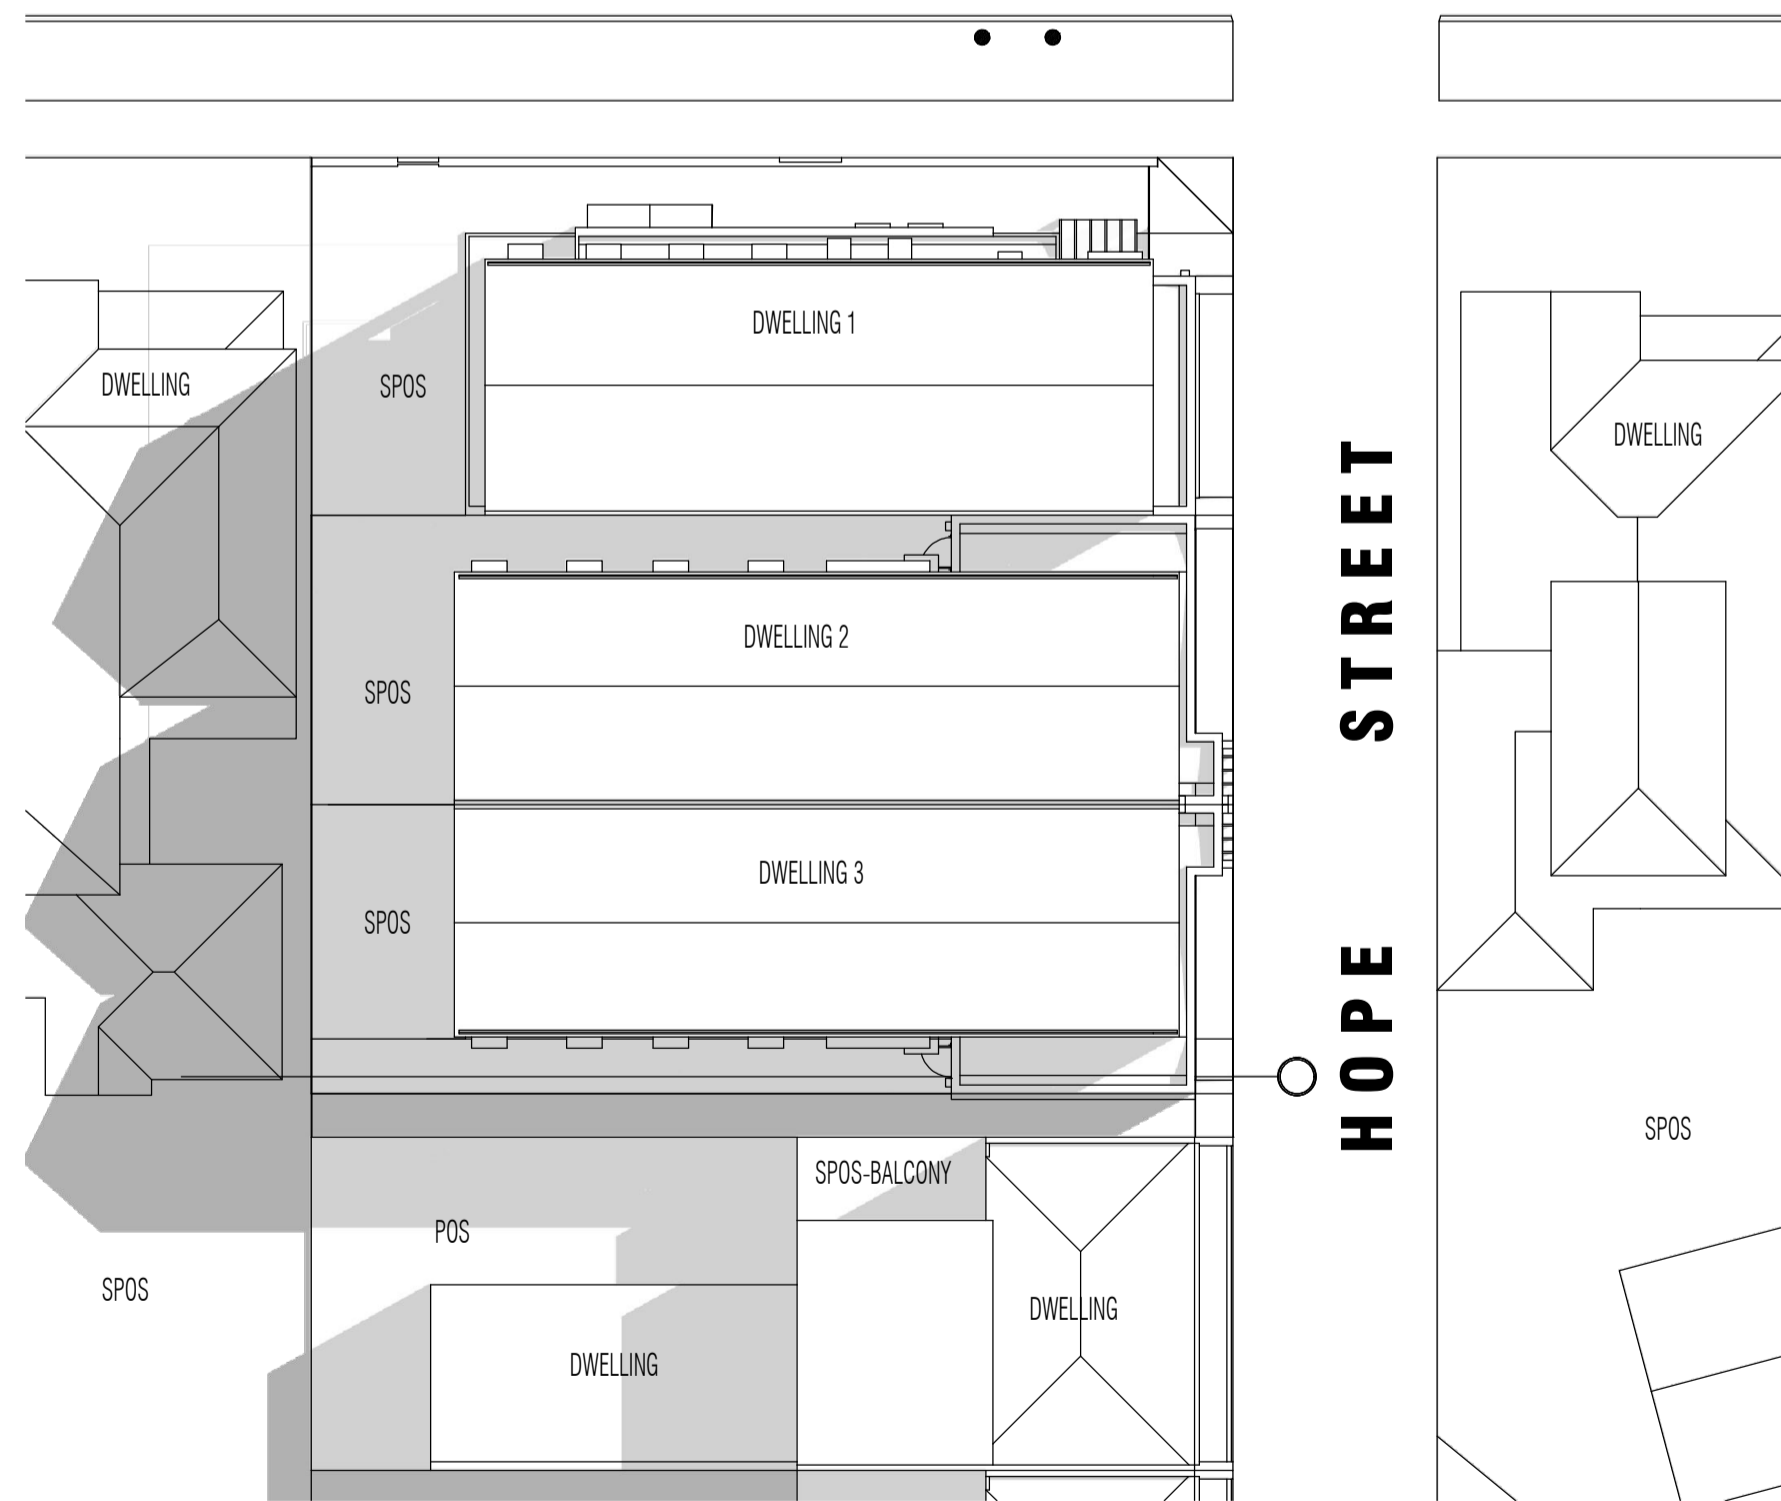 DWELLING 1
DWELLING
SPOS
DWELLING
DWELLING 2
SPOS
DWELLING 3
SPOS
HOPE STREET
SPOS
SPOS-BALCONY
POS
SPOS
DWELLING
DWELLING